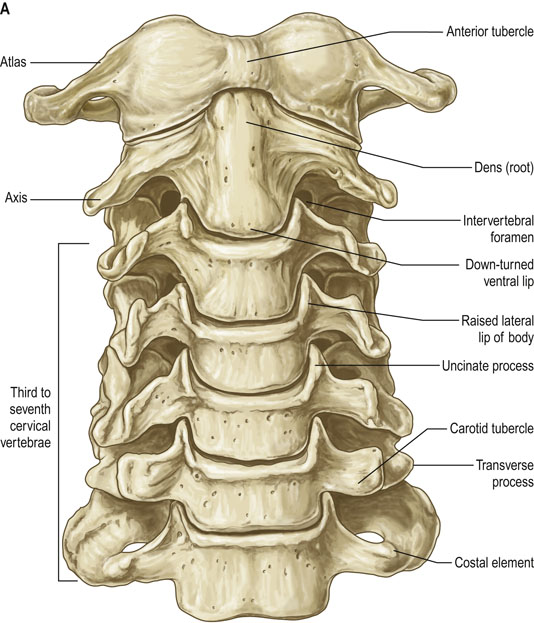 A
Anterior tubercle
Atlas
Dens (root)
Axis
Intervertebral
foramen
Down-turned
ventral lip
Raised lateral
lip of body
Uncinate process
Third to
seventh
cervical
vertebrae
Carotid tubercle
Transverse
process
Costal element